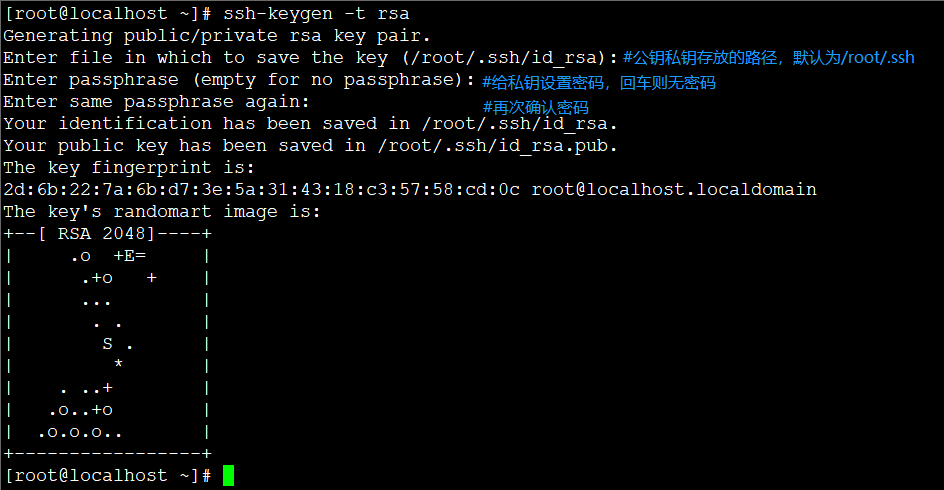 [root@localhost ~]# ssh-keygen -t rsa
Generating public/private rsa key pair.
Enter file in which to save the key (/root/.ssh/id_rsa): #公钥私钥存放的路径，默认为/root/.ssh
Enter passphrase (empty for no passphrase): #给私钥设置密码，回车则无密码
Enter same passphrase again: #再次确认密码
Your identification has been saved in /root/.ssh/id_rsa.
Your public key has been saved in /root/.ssh/id_rsa.pub.
The key fingerprint is:
2d:6b:22:7a:6b:d7:3e:5a:31:43:18:c3:57:58:cd:0c root@localhost.localdomain
The key's randomart image is:
+--[ RSA 2048]----+
|     .o  +E=     |
|      .+o   +    |
|      ...        |
|       . .       |
|        S .      |
|         *       |
|    . ..+        |
|   .o..+o        |
|  .o.o.o..       |
+-----------------+
[root@localhost ~]#